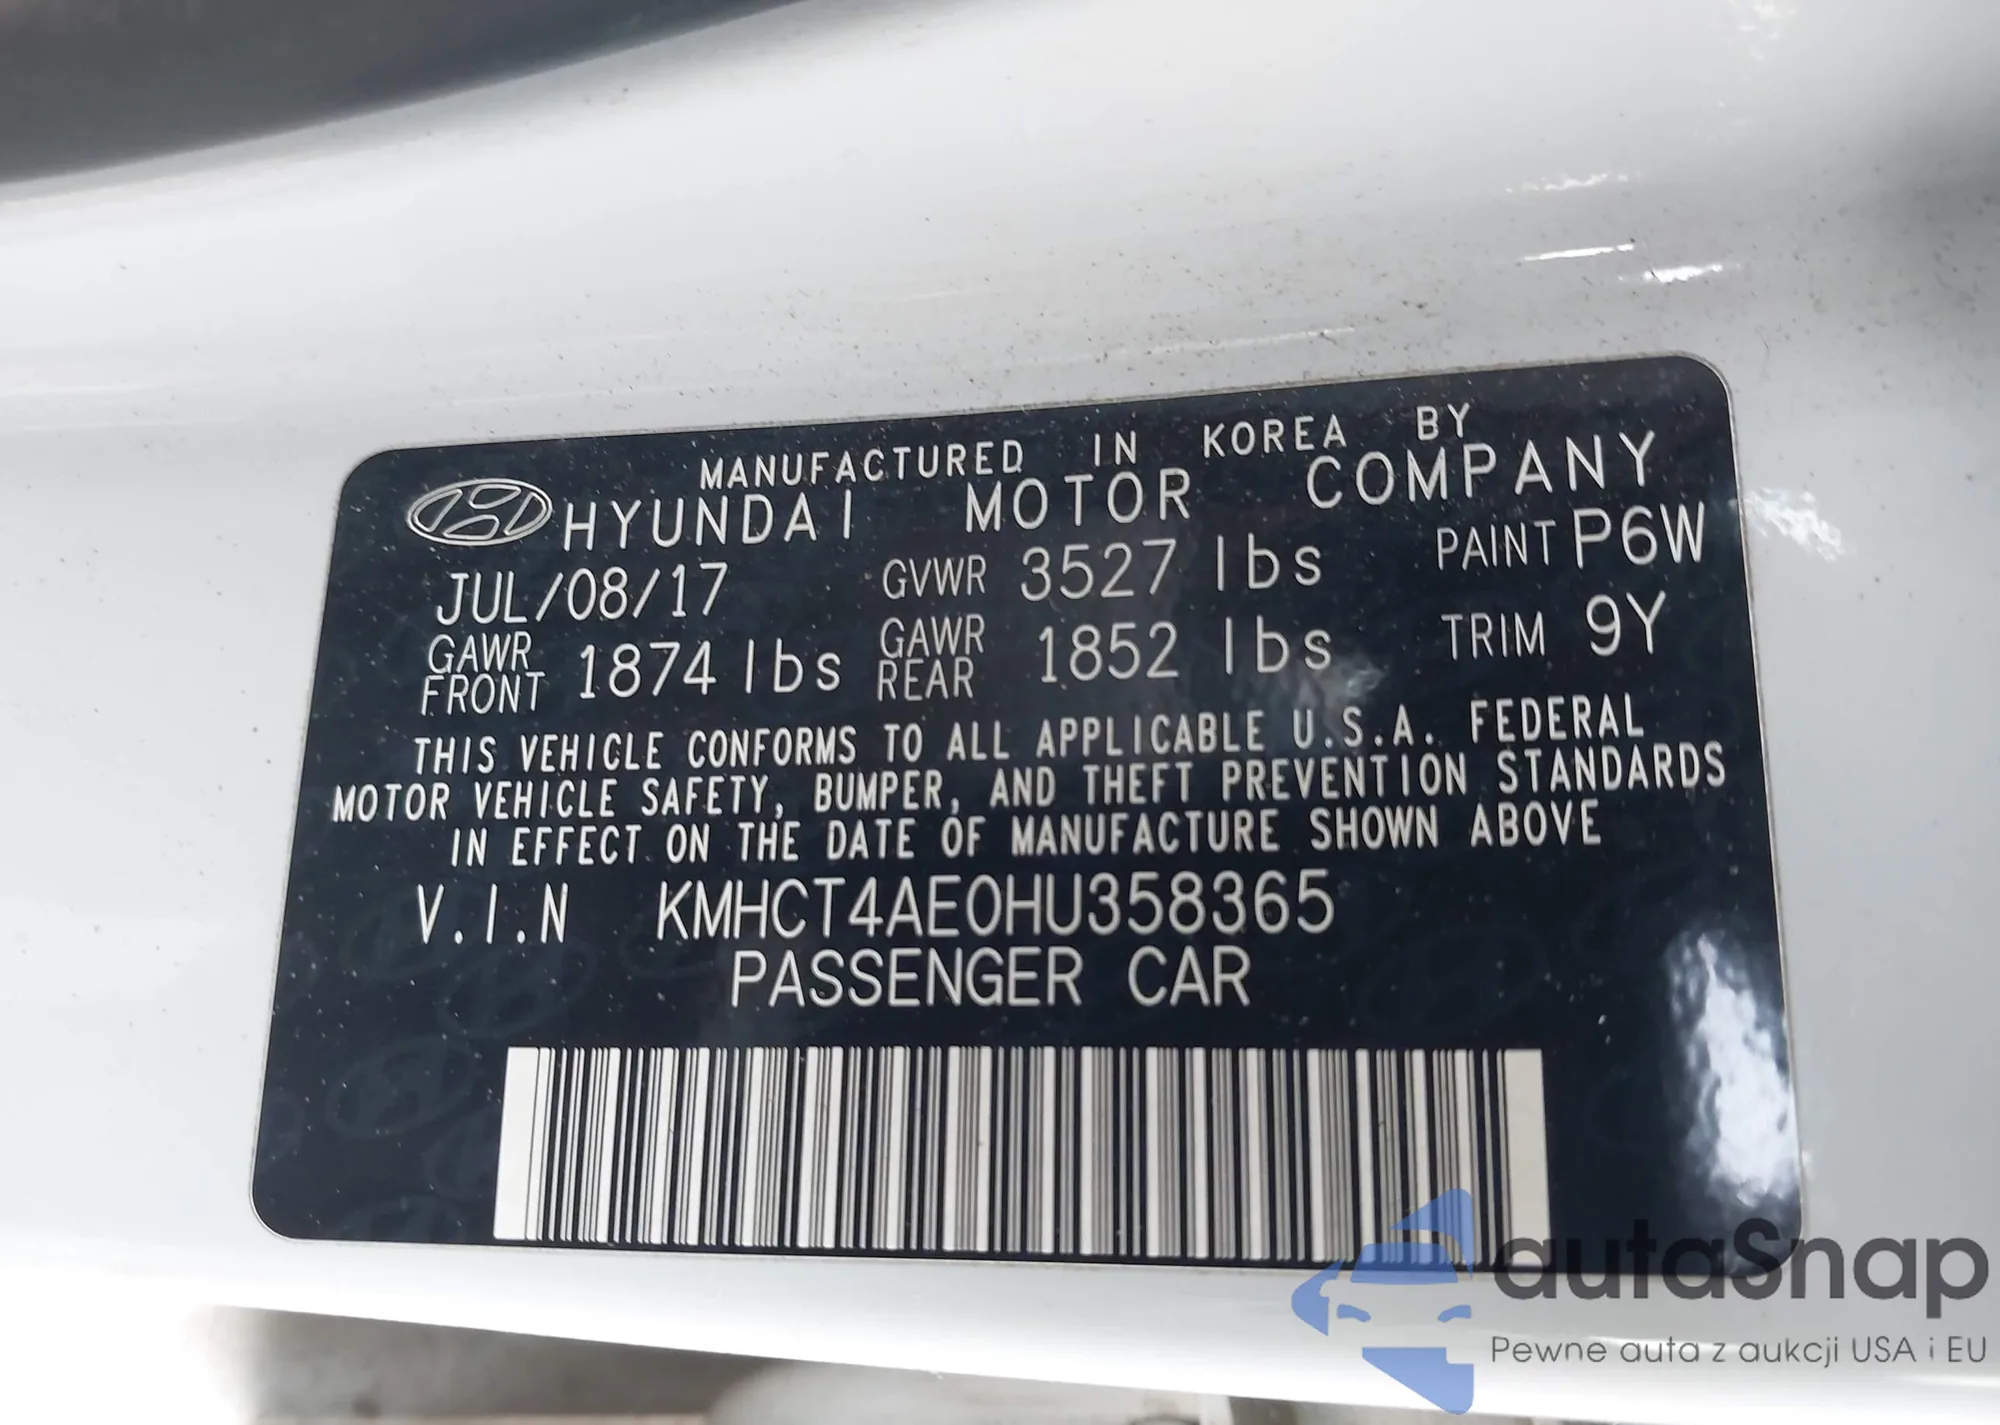 MANUFACTURED IN KOREA BY
HYUNDAI MOTOR COMPANY
JUL/08/17 GVWR 3527 lbs PAINT P6W
GAWR FRONT 1874 lbs GAWR REAR 1852 lbs TRIM 9Y
THIS VEHICLE CONFORMS TO ALL APPLICABLE U.S.A. FEDERAL
MOTOR VEHICLE SAFETY, BUMPER, AND THEFT PREVENTION STANDARDS
IN EFFECT ON THE DATE OF MANUFACTURE SHOWN ABOVE
V.I.N KMHCT4AE0HU358365
PASSENGER CAR
autaSnap
Pewne auta z aukcji USA i EU